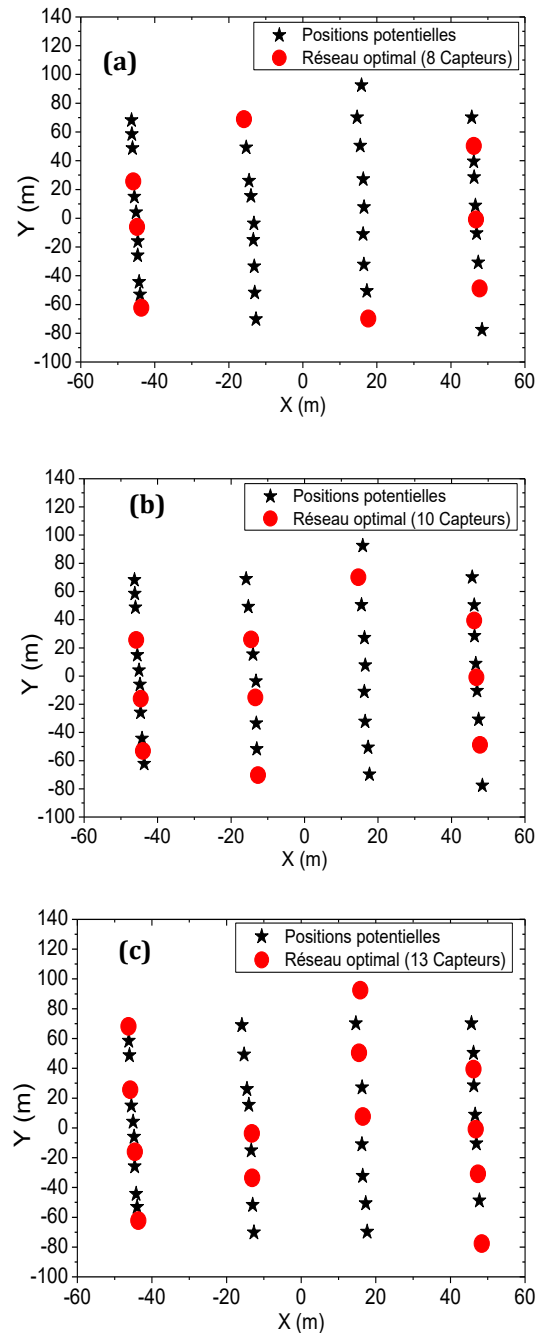 (a)
Positions potentielles
Réseau optimal (8 Capteurs)
140
120
100
80
60
40
20
0
-20
-40
-60
-80
-100
Y (m)
-60 -40 -20 0 20 40 60
X (m)
(b)
Positions potentielles
Réseau optimal (10 Capteurs)
140
120
100
80
60
40
20
0
-20
-40
-60
-80
-100
Y (m)
-60 -40 -20 0 20 40 60
X (m)
(c)
Positions potentielles
Réseau optimal (13 Capteurs)
140
120
100
80
60
40
20
0
-20
-40
-60
-80
-100
Y (m)
-60 -40 -20 0 20 40 60
X (m)